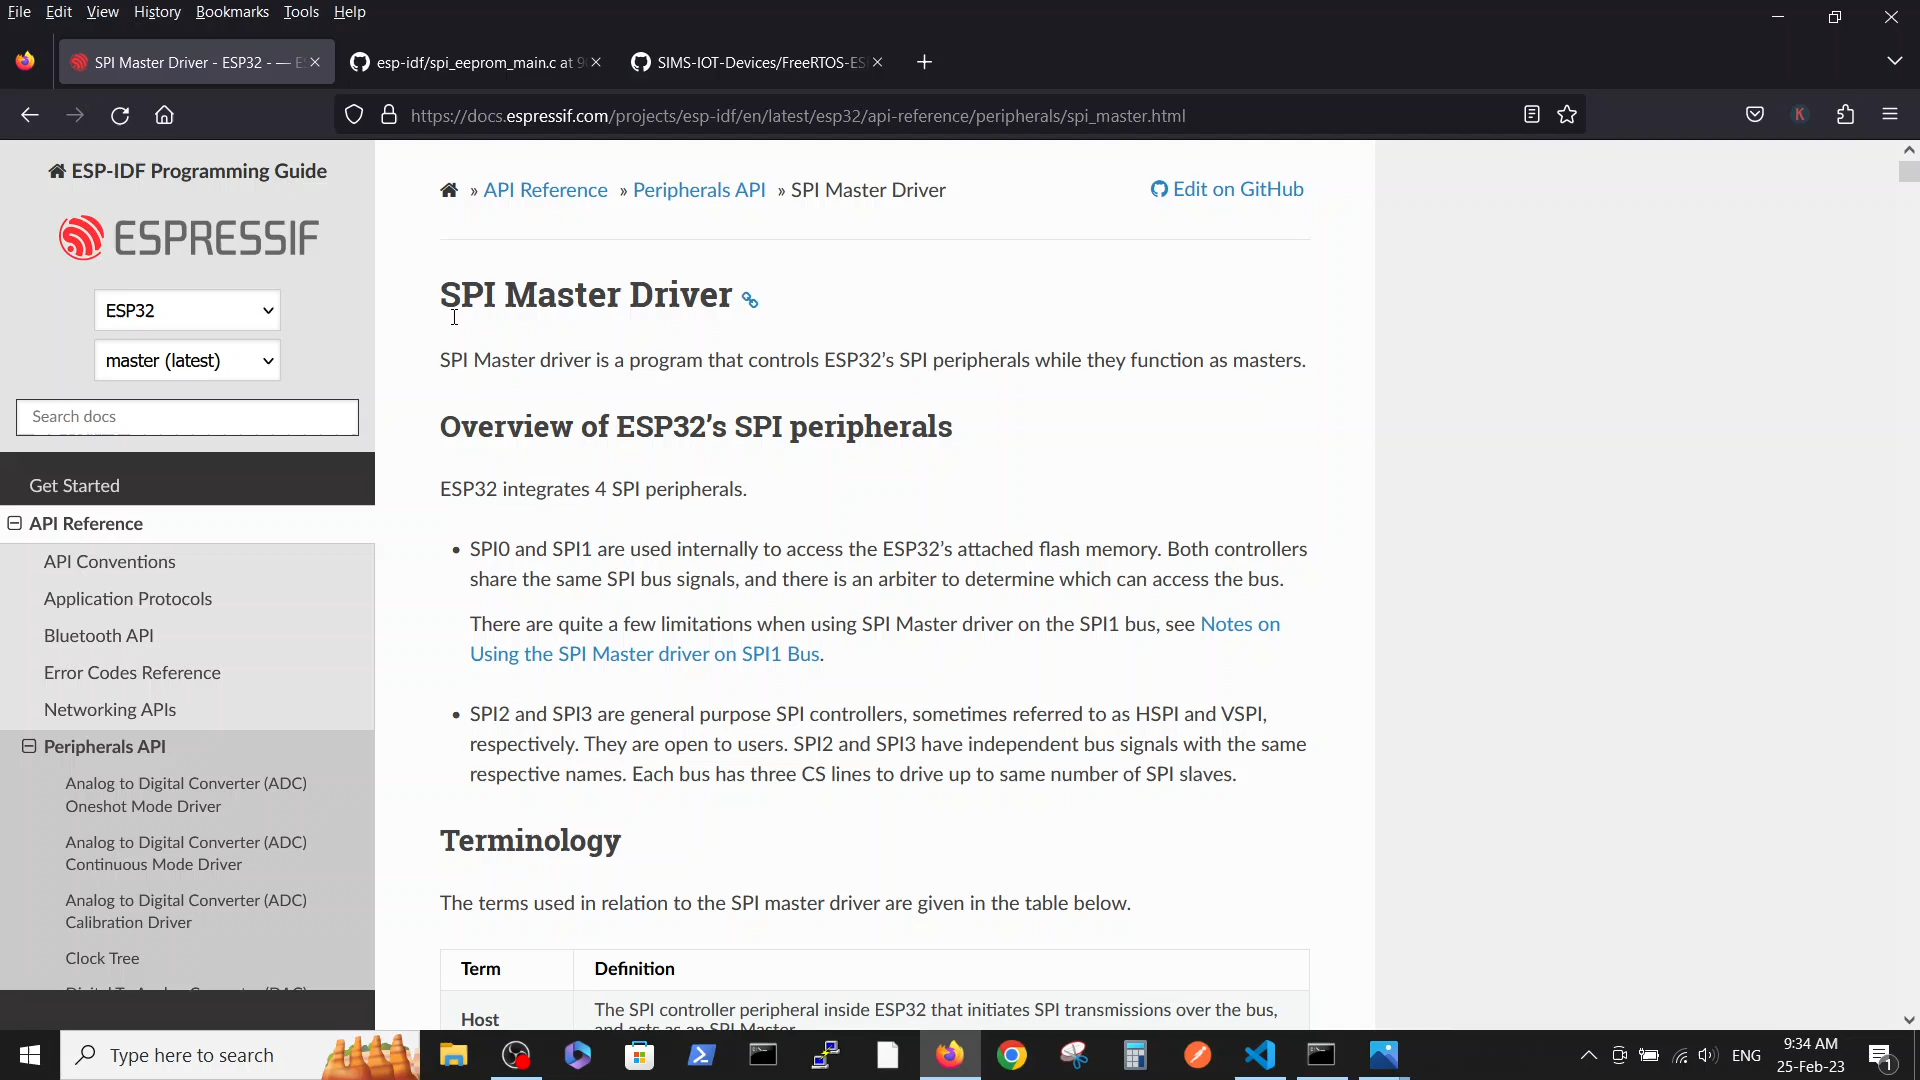 File Edit View History Bookmarks Tools Help
SPI Master Driver - ESP32 - — ES
esp-idf/spi_eeprom_main.c at 9
SIMS-IOT-Devices/FreeRTOS-ESP
https://docs.espressif.com/projects/esp-idf/en/latest/esp32/api-reference/peripherals/spi_master.html
K
ESP-IDF Programming Guide
ESPRESSIF
ESP32
master (latest)
Search docs
Get Started
API Reference
API Conventions
Application Protocols
Bluetooth API
Error Codes Reference
Networking APIs
Peripherals API
Analog to Digital Converter (ADC)
Oneshot Mode Driver
Analog to Digital Converter (ADC)
Continuous Mode Driver
Analog to Digital Converter (ADC)
Calibration Driver
Clock Tree
» API Reference » Peripherals API » SPI Master Driver
Edit on GitHub
SPI Master Driver
SPI Master driver is a program that controls ESP32’s SPI peripherals while they function as masters.
Overview of ESP32’s SPI peripherals
ESP32 integrates 4 SPI peripherals.
• SPI0 and SPI1 are used internally to access the ESP32’s attached flash memory. Both controllers
share the same SPI bus signals, and there is an arbiter to determine which can access the bus.
There are quite a few limitations when using SPI Master driver on the SPI1 bus, see Notes on
Using the SPI Master driver on SPI1 Bus.
• SPI2 and SPI3 are general purpose SPI controllers, sometimes referred to as HSPI and VSPI,
respectively. They are open to users. SPI2 and SPI3 have independent bus signals with the same
respective names. Each bus has three CS lines to drive up to same number of SPI slaves.
Terminology
The terms used in relation to the SPI master driver are given in the table below.
Term Definition
Host The SPI controller peripheral inside ESP32 that initiates SPI transmissions over the bus,
and acts as an SPI Master.
Type here to search
ENG
9:34 AM
25-Feb-23
1